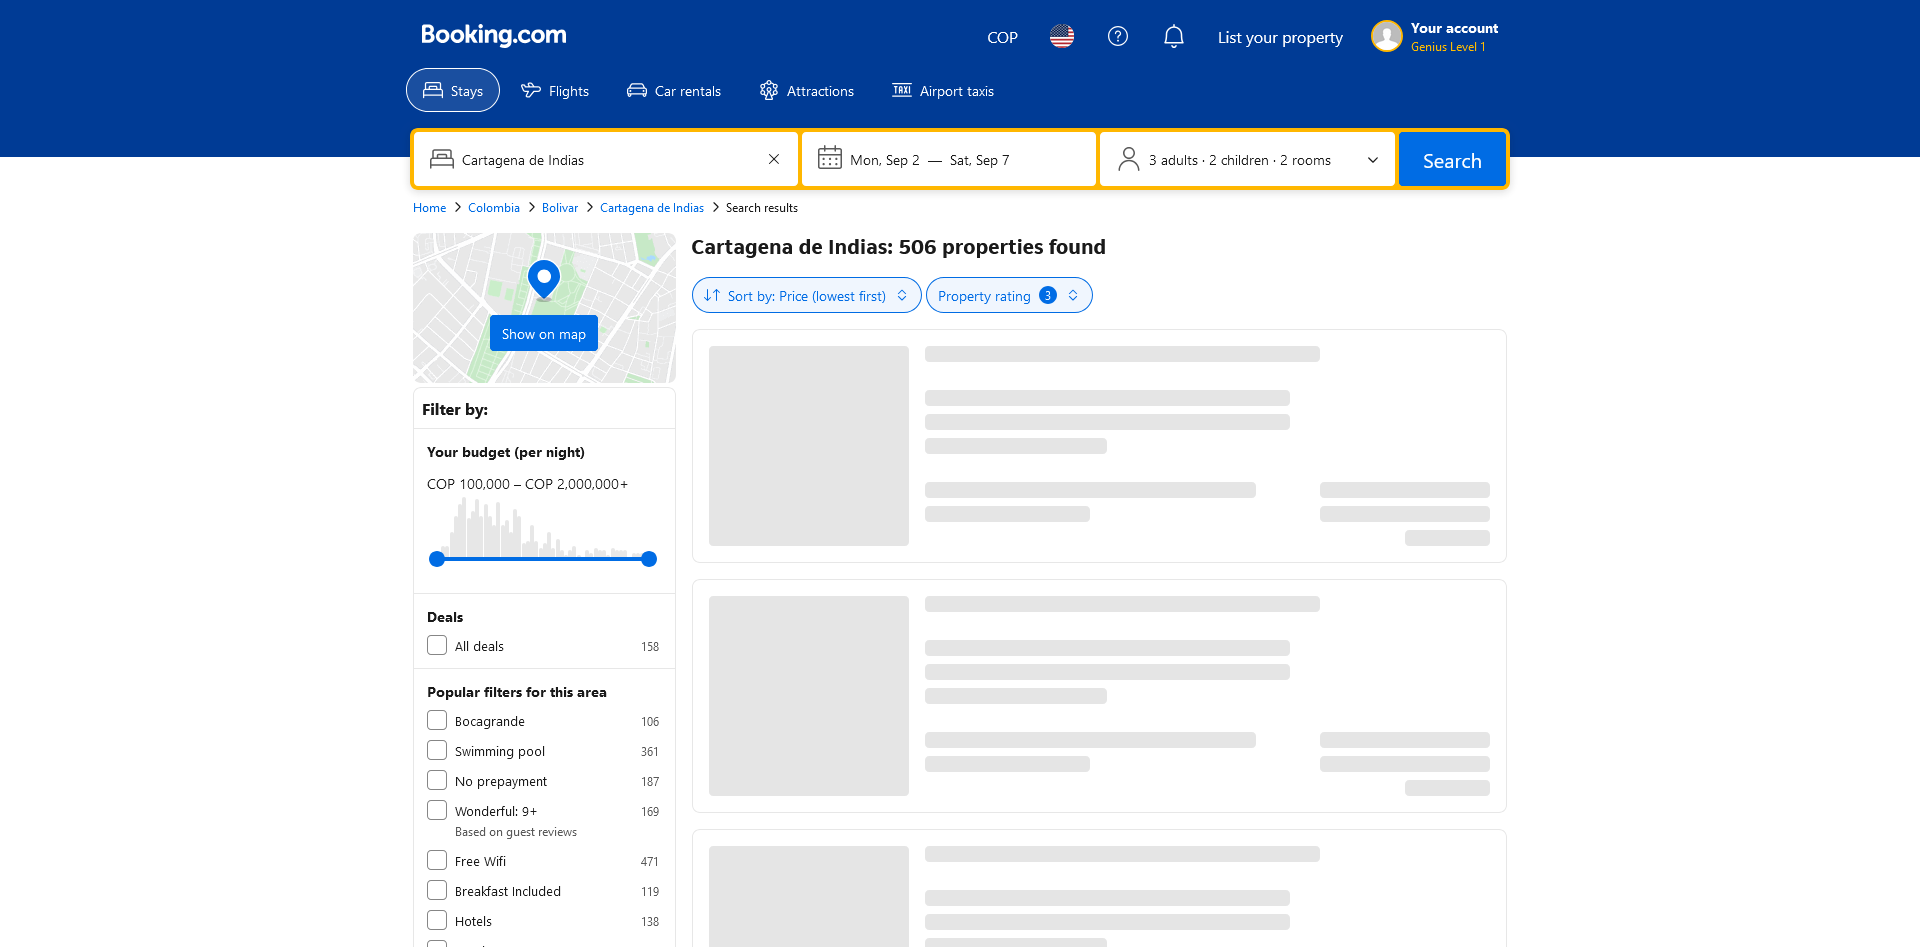 Booking.com
COP
List your property
Your account
Genius Level 1
Stays
Flights
Car rentals
Attractions
TAXI
Airport taxis
Cartagena de Indias
Mon, Sep 2 — Sat, Sep 7
3 adults · 2 children · 2 rooms
Search
Home
Colombia
Bolivar
Cartagena de Indias
Search results
Show on map
Cartagena de Indias: 506 properties found
Sort by: Price (lowest first)
Property rating 3
Filter by:
Your budget (per night)
COP 100,000 – COP 2,000,000+
Deals
All deals 158
Popular filters for this area
Bocagrande 106
Swimming pool 361
No prepayment 187
Wonderful: 9+ 169
Based on guest reviews
Free Wifi 471
Breakfast Included 119
Hotels 138